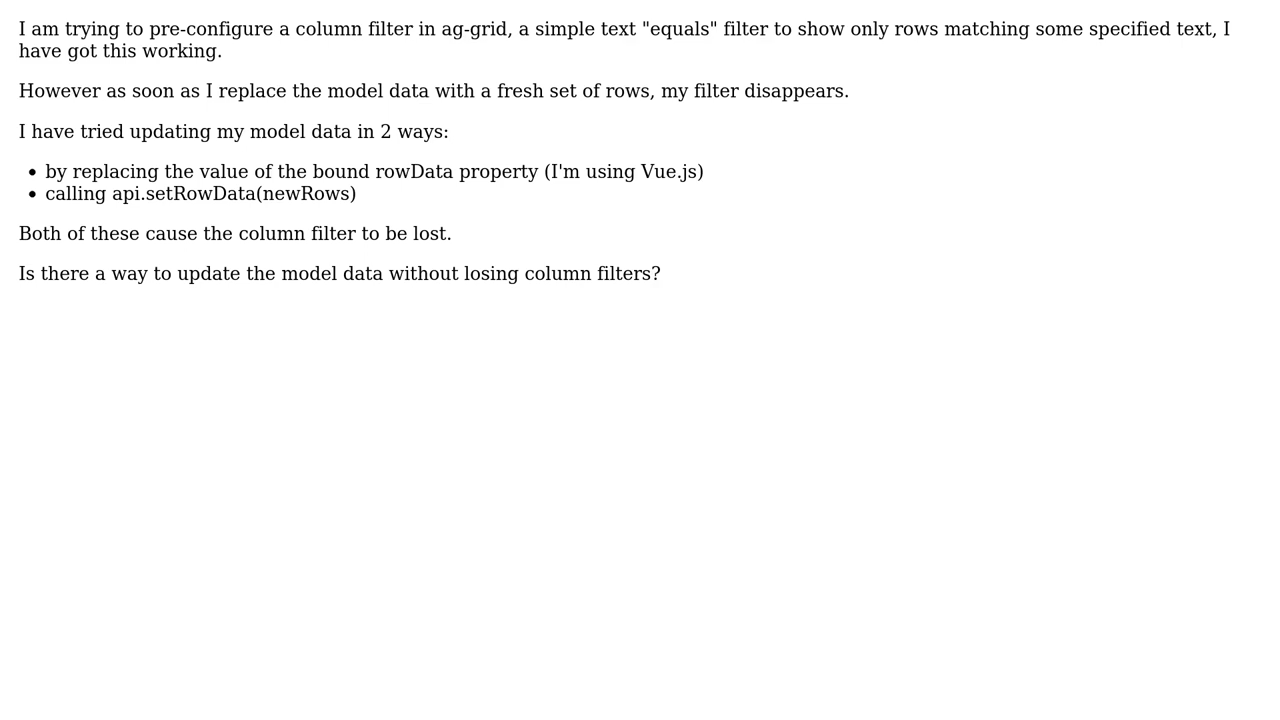 I am trying to pre-configure a column filter in ag-grid, a simple text "equals" filter to show only rows matching some specified text, I
have got this working.
However as soon as I replace the model data with a fresh set of rows, my filter disappears.
I have tried updating my model data in 2 ways:
• by replacing the value of the bound rowData property (I'm using Vue.js)
• calling api.setRowData(newRows)
Both of these cause the column filter to be lost.
Is there a way to update the model data without losing column filters?